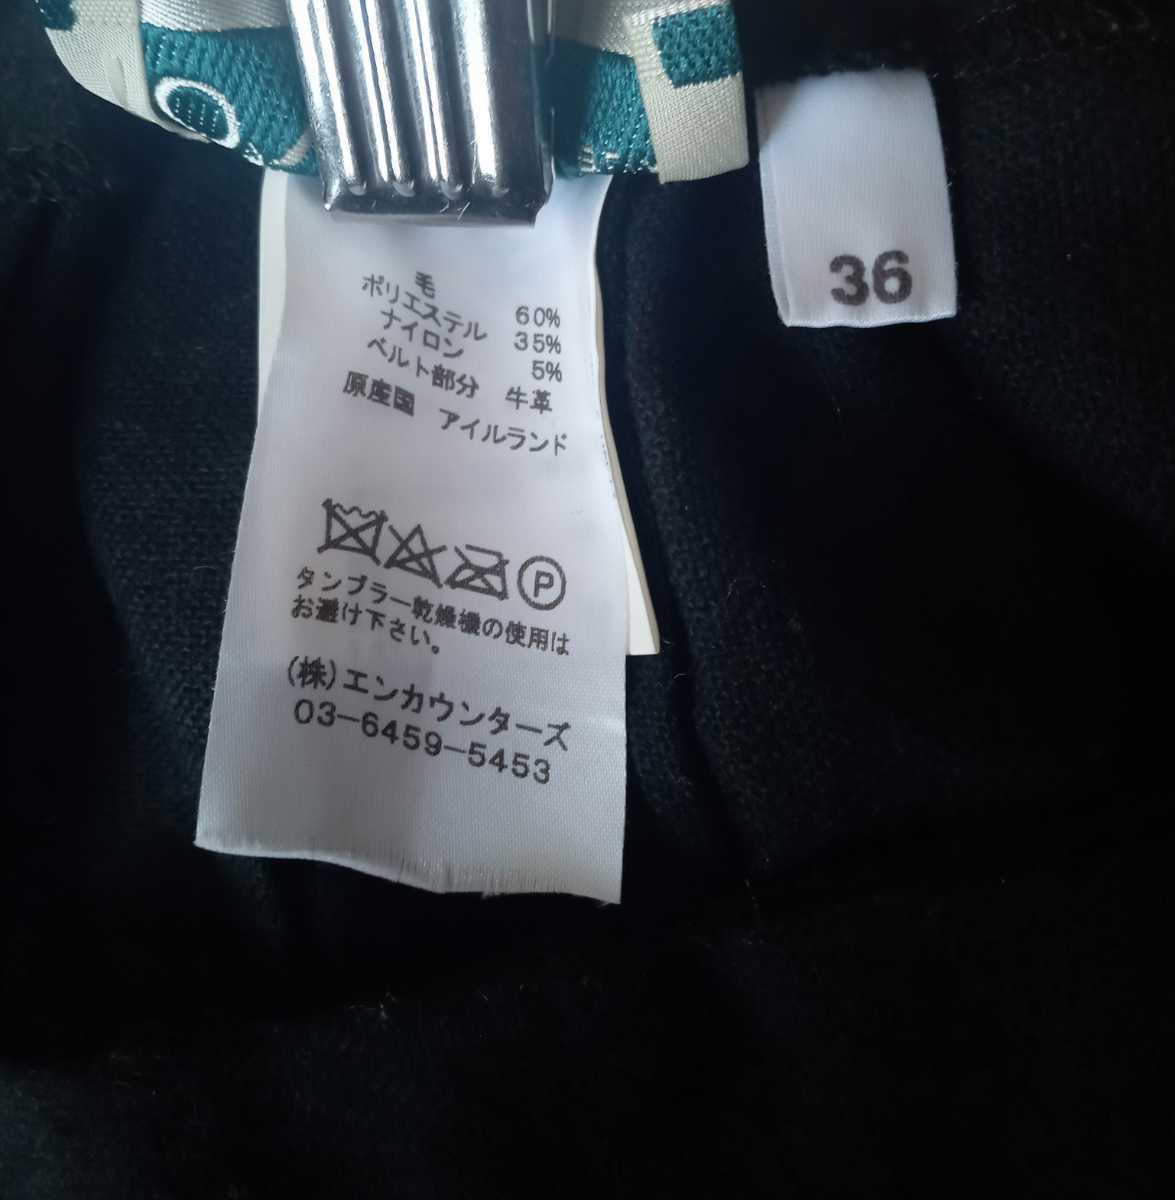 毛 60%
ポリエステル 35%
ナイロン 5%
ベルト部分 牛革
原産国 アイルランド
P
タンブラー乾燥機の使用は
お避け下さい。
(株)エンカウンターズ
03-6459-5453
36